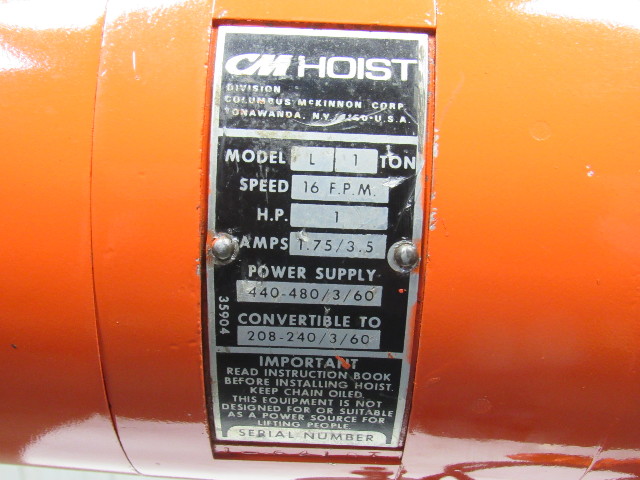 CM HOIST
DIVISION
COLUMBUS McKINNON CORP.
TONAWANDA, N.Y. U.S.A.
MODEL L 1 TON
SPEED 16 F.P.M.
H.P. 1
AMPS 1.75/3.5
POWER SUPPLY
440-480/3/60
CONVERTIBLE TO
208-240/3/60
35904
IMPORTANT
READ INSTRUCTION BOOK
BEFORE INSTALLING HOIST.
KEEP CHAIN OILED.
THIS EQUIPMENT IS NOT
DESIGNED FOR OR SUITABLE
AS A POWER SOURCE FOR
LIFTING PEOPLE.
SERIAL NUMBER